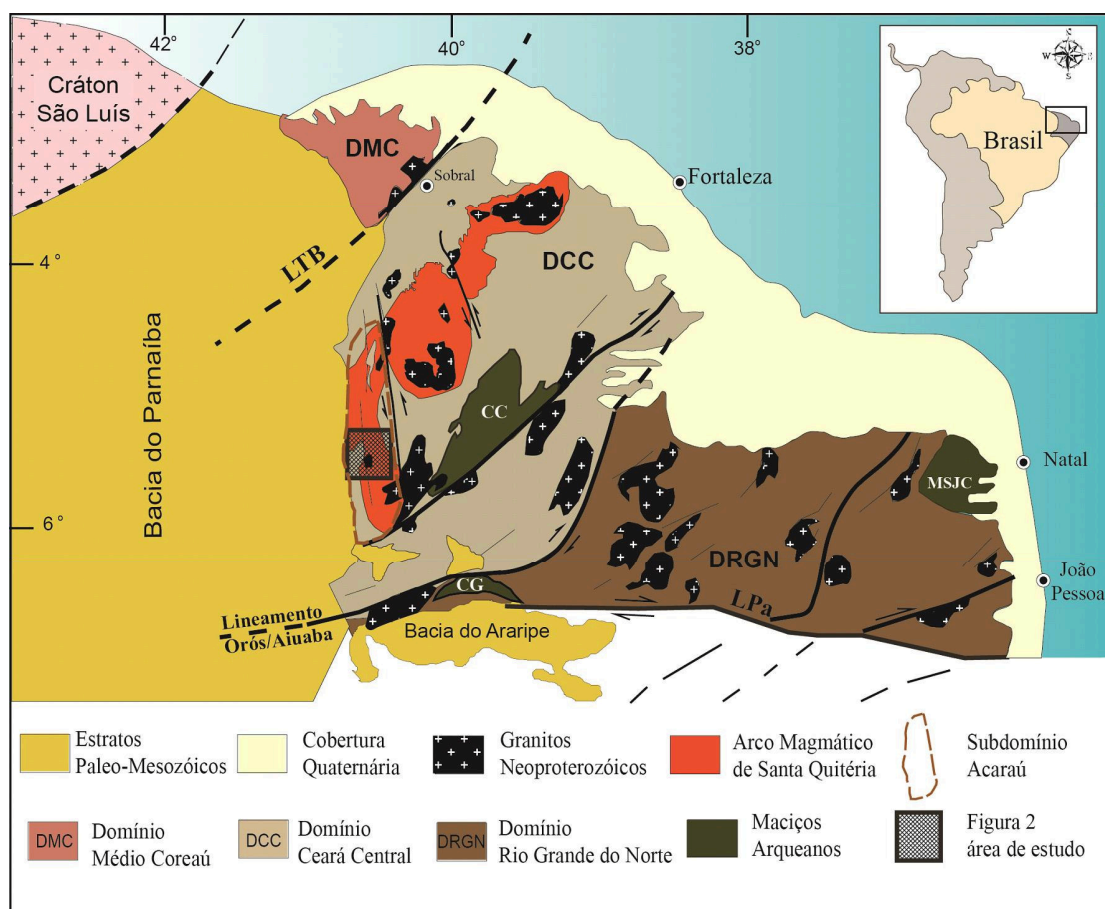 42°
40°
38°
Cráton
São Luís
DMC
Sobral
Fortaleza
N
W
S
Brasil
4°
LTB
DCC
Bacia do Parnaíba
CC
MSJC
Natal
6°
DRGN
CG
LPa
João
Pessoa
Lineamento
Orós/Aiuaba
Bacia do Araripe
Estratos
Paleo-Mesozóicos
Cobertura
Quaternária
Granitos
Neoproterozóicos
Arco Magmático
de Santa Quitéria
Subdomínio
Acaraú
DMC
Domínio
Médio Coreaú
DCC
Domínio
Ceará Central
DRGN
Domínio
Rio Grande do Norte
Maciços
Arqueanos
Figura 2
área de estudo